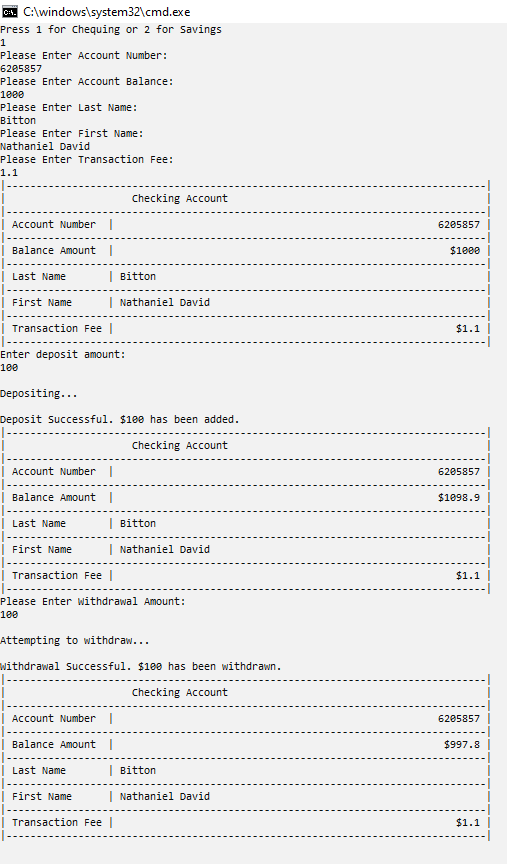 C:\windows\system32\cmd.exe
Press 1 for Chequing or 2 for Savings
1
Please Enter Account Number:
6205857
Please Enter Account Balance:
1000
Please Enter Last Name:
Bitton
Please Enter First Name:
Nathaniel David
Please Enter Transaction Fee:
1.1
|--------------------------------------------------------------------------------|
|                     Checking Account                                           |
|--------------------------------------------------------------------------------|
| Account Number  |                                                      6205857 |
|--------------------------------------------------------------------------------|
| Balance Amount  |                                                        $1000 |
|--------------------------------------------------------------------------------|
| Last Name       | Bitton                                                       |
|--------------------------------------------------------------------------------|
| First Name      | Nathaniel David                                              |
|--------------------------------------------------------------------------------|
| Transaction Fee |                                                         $1.1 |
|--------------------------------------------------------------------------------|
Enter deposit amount:
100
Depositing...
Deposit Successful. $100 has been added.
|--------------------------------------------------------------------------------|
|                     Checking Account                                           |
|--------------------------------------------------------------------------------|
| Account Number  |                                                      6205857 |
|--------------------------------------------------------------------------------|
| Balance Amount  |                                                      $1098.9 |
|--------------------------------------------------------------------------------|
| Last Name       | Bitton                                                       |
|--------------------------------------------------------------------------------|
| First Name      | Nathaniel David                                              |
|--------------------------------------------------------------------------------|
| Transaction Fee |                                                         $1.1 |
|--------------------------------------------------------------------------------|
Please Enter Withdrawal Amount:
100
Attempting to withdraw...
Withdrawal Successful. $100 has been withdrawn.
|--------------------------------------------------------------------------------|
|                     Checking Account                                           |
|--------------------------------------------------------------------------------|
| Account Number  |                                                      6205857 |
|--------------------------------------------------------------------------------|
| Balance Amount  |                                                       $997.8 |
|--------------------------------------------------------------------------------|
| Last Name       | Bitton                                                       |
|--------------------------------------------------------------------------------|
| First Name      | Nathaniel David                                              |
|--------------------------------------------------------------------------------|
| Transaction Fee |                                                         $1.1 |
|--------------------------------------------------------------------------------|